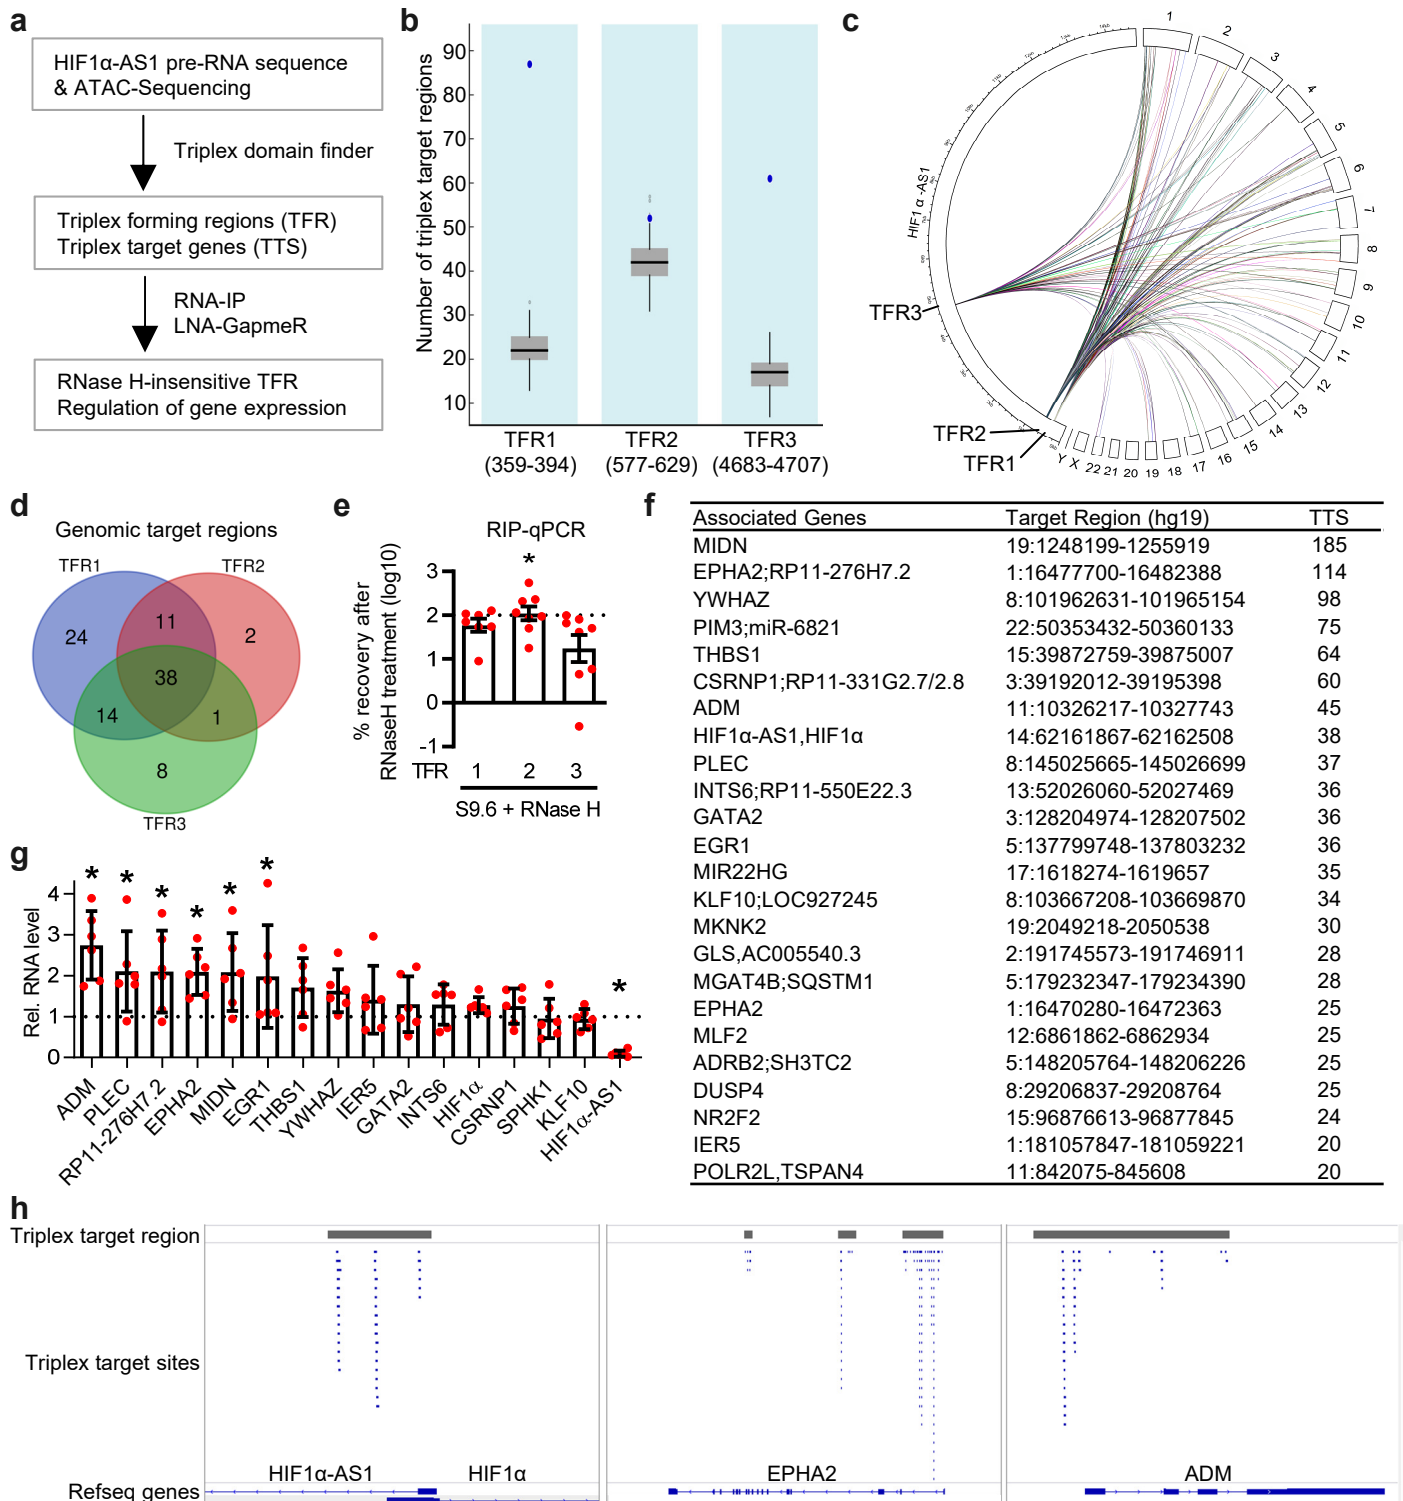 a
HIF1α-AS1 pre-RNA sequence
& ATAC-Sequencing
Triplex domain finder
Triplex forming regions (TFR)
Triplex target genes (TTS)
RNA-IP
LNA-GapmeR
RNase H-insensitive TFR
Regulation of gene expression
b
Number of triplex target regions
90
80
70
60
50
40
30
20
10
TFR1 TFR2 TFR3
(359-394) (577-629) (4683-4707)
c
HIF1α-AS1
1
2
3
4
5
6
7
8
9
10
11
12
13
14
15
16
17
18
19
20
21
22
X
Y
TFR3
TFR2
TFR1
d
Genomic target regions
TFR1 TFR2
24 11 2
38
14 1
8
TFR3
e
RIP-qPCR
% recovery after
RNaseH treatment (log10)
*
3
2
1
0
-1
TFR 1 2 3
S9.6 + RNase H
f
Associated Genes Target Region (hg19) TTS
MIDN 19:1248199-1255919 185
EPHA2;RP11-276H7.2 1:16477700-16482388 114
YWHAZ 8:101962631-101965154 98
PIM3;miR-6821 22:50353432-50360133 75
THBS1 15:39872759-39875007 64
CSRNP1;RP11-331G2.7/2.8 3:39192012-39195398 60
ADM 11:10326217-10327743 45
HIF1α-AS1,HIF1α 14:62161867-62162508 38
PLEC 8:145025665-145026699 37
INTS6;RP11-550E22.3 13:52026060-52027469 36
GATA2 3:128204974-128207502 36
EGR1 5:137799748-137803232 36
MIR22HG 17:1618274-1619657 35
KLF10;LOC927245 8:103667208-103669870 34
MKNK2 19:2049218-2050538 30
GLS,AC005540.3 2:191745573-191746911 28
MGAT4B;SQSTM1 5:179232347-179234390 28
EPHA2 1:16470280-16472363 25
MLF2 12:6861862-6862934 25
ADRB2;SH3TC2 5:148205764-148206226 25
DUSP4 8:29206837-29208764 25
NR2F2 15:96876613-96877845 24
IER5 1:181057847-181059221 20
POLR2L,TSPAN4 11:842075-845608 20
g
Rel. RNA level
4
3
2
1
0
* * * * * * *
ADM
PLEC
RP11-276H7.2
EPHA2
MIDN
EGR1
THBS1
YWHAZ
IER5
GATA2
INTS6
HIF1α
CSRNP1
SPHK1
KLF10
HIF1α-AS1
h
Triplex target region
Triplex target sites
HIF1α-AS1 HIF1α EPHA2 ADM
Refseq genes